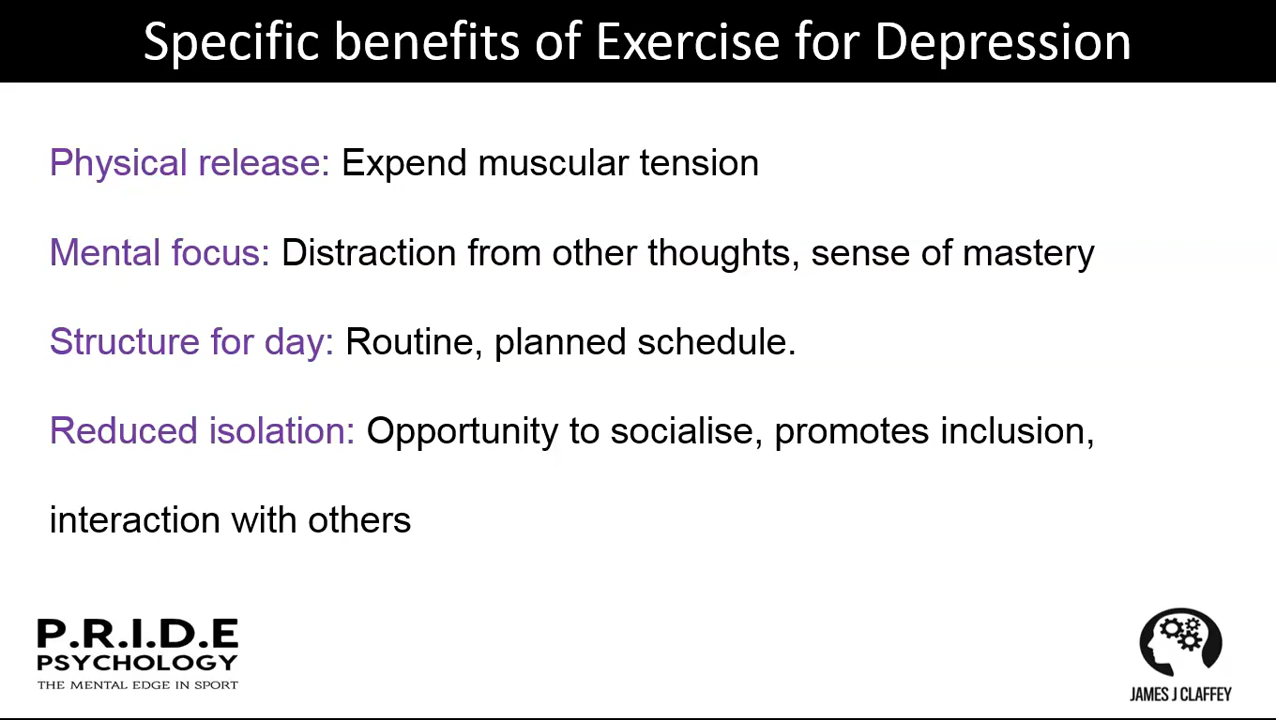 Specific benefits of Exercise for Depression
Physical release: Expend muscular tension
Mental focus: Distraction from other thoughts, sense of mastery
Structure for day: Routine, planned schedule.
Reduced isolation: Opportunity to socialise, promotes inclusion,
interaction with others
P.R.I.D.E
PSYCHOLOGY
THE MENTAL EDGE IN SPORT
JAMES J CLAFFEY